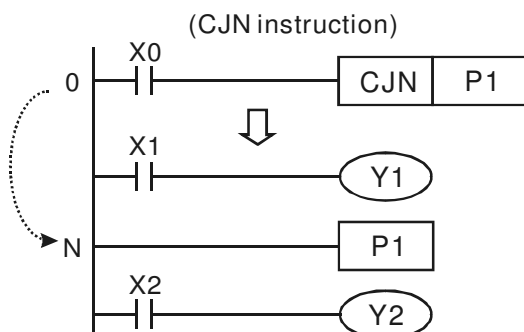 (CJN instruction)
X0
0 CJN P1
X1
Y1
N P1
X2
Y2